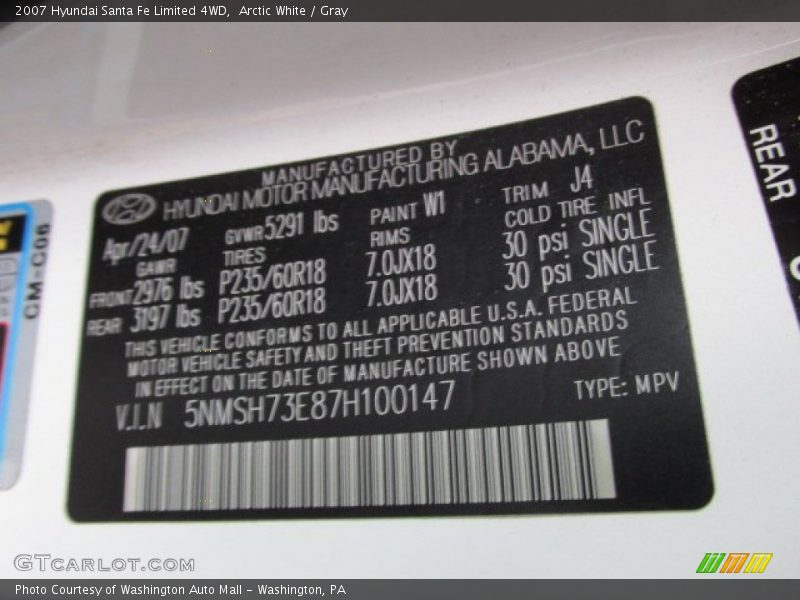 2007 Hyundai Santa Fe Limited 4WD,  Arctic White / Gray
MANUFACTURED BY
HYUNDAI MOTOR MANUFACTURING ALABAMA, LLC
Apr/24/07 GVWR 5291 lbs PAINT W1 TRIM J4
GAWR TIRES RIMS COLD TIRE INFL
FRONT 2976 lbs P235/60R18 7.0JX18 30 psi SINGLE
REAR 3197 lbs P235/60R18 7.0JX18 30 psi SINGLE
THIS VEHICLE CONFORMS TO ALL APPLICABLE U.S.A. FEDERAL
MOTOR VEHICLE SAFETY AND THEFT PREVENTION STANDARDS
IN EFFECT ON THE DATE OF MANUFACTURE SHOWN ABOVE
V.I.N 5NMSH73E87H100147 TYPE: MPV
CM-C06
REAR
GTCARLOT.COM
Photo Courtesy of Washington Auto Mall - Washington, PA